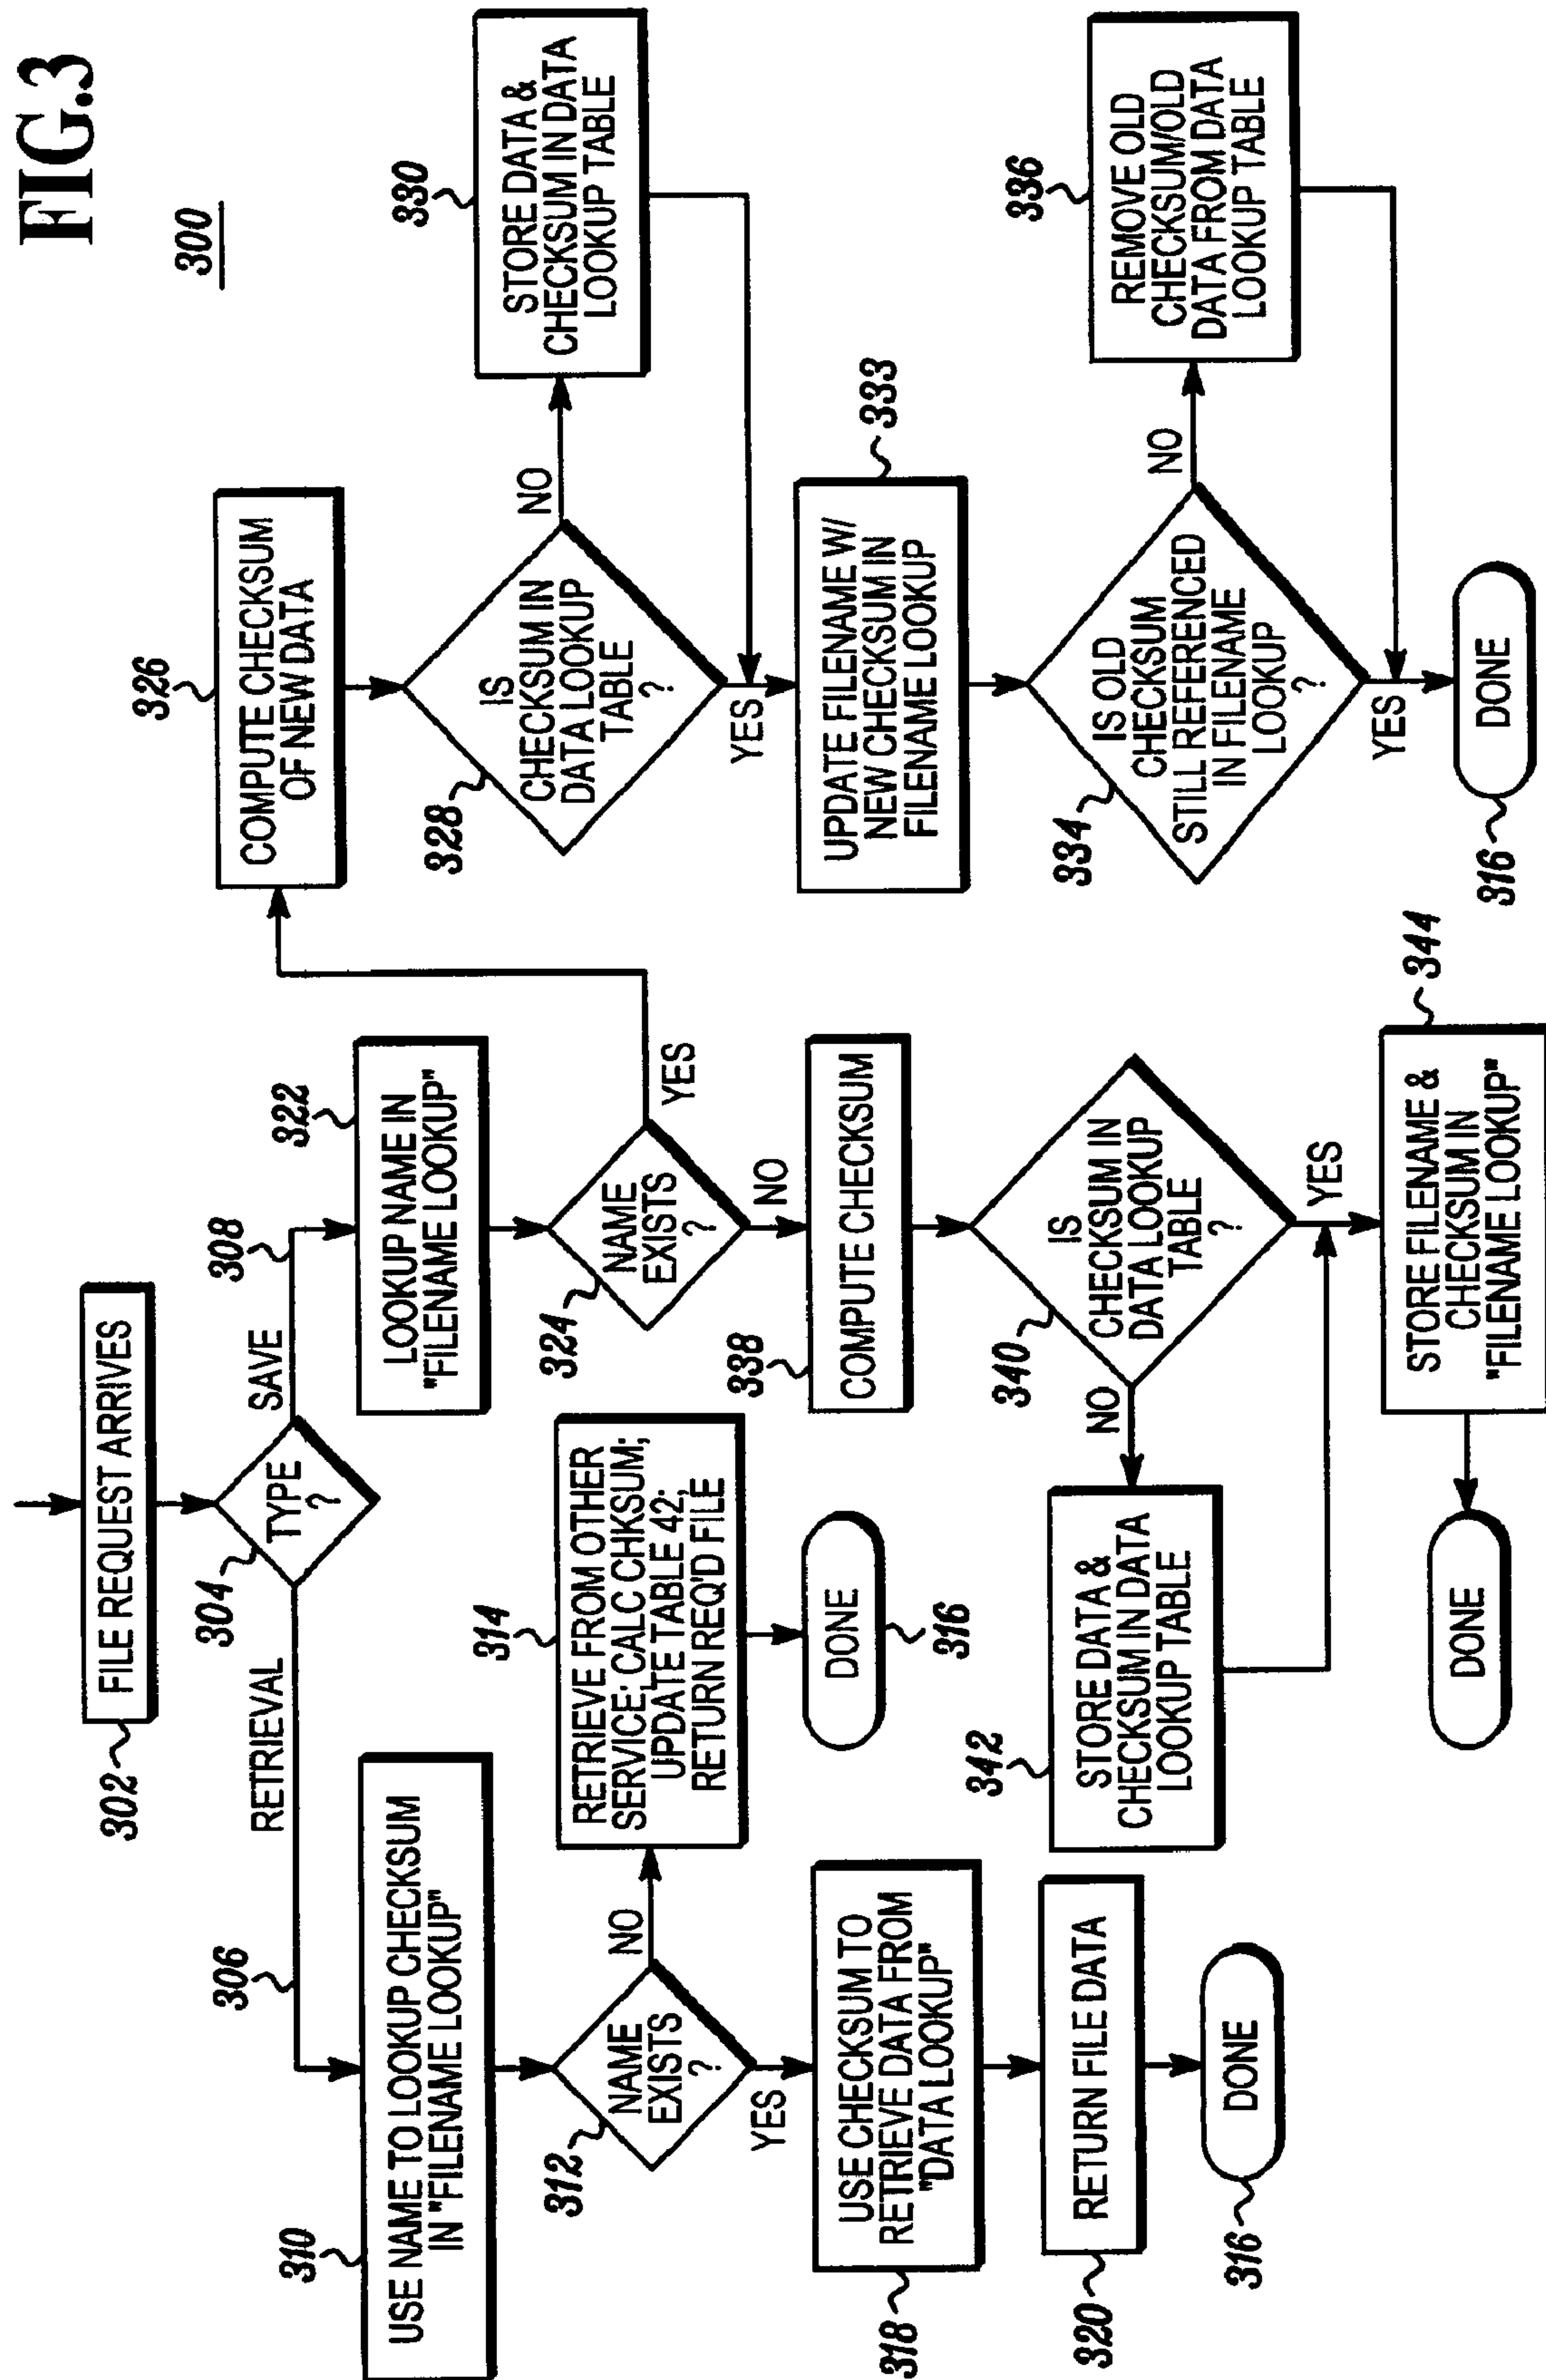 FIG.3
300
FILE REQUEST ARRIVES
302
TYPE
?
304
RETRIEVAL
SAVE
306
308
310
USE NAME TO LOOKUP CHECKSUM
IN "FILENAME LOOKUP"
312
NAME
EXISTS
?
NO
YES
314
RETRIEVE FROM OTHER
SERVICE; CALC CHKSUM;
UPDATE TABLE 42;
RETURN REQ'D FILE
DONE
316
318
USE CHECKSUM TO
RETRIEVE DATA FROM
"DATA LOOKUP"
320
RETURN FILE DATA
316
DONE
322
LOOKUP NAME IN
"FILENAME LOOKUP"
324
NAME
EXISTS
?
YES
NO
338
COMPUTE CHECKSUM
340
IS
CHECKSUM IN
DATA LOOKUP
TABLE
?
NO
YES
342
STORE DATA &
CHECKSUM IN DATA
LOOKUP TABLE
344
STORE FILENAME &
CHECKSUM IN
"FILENAME LOOKUP"
DONE
326
COMPUTE CHECKSUM
OF NEW DATA
328
IS
CHECKSUM IN
DATA LOOKUP
TABLE
?
NO
YES
330
STORE DATA &
CHECKSUM IN DATA
LOOKUP TABLE
333
UPDATE FILENAME W/
NEW CHECKSUM IN
FILENAME LOOKUP
334
IS OLD
CHECKSUM
STILL REFERENCED
IN FILENAME
LOOKUP
?
NO
YES
336
REMOVE OLD
CHECKSUM/OLD
DATA FROM DATA
LOOKUP TABLE
316
DONE